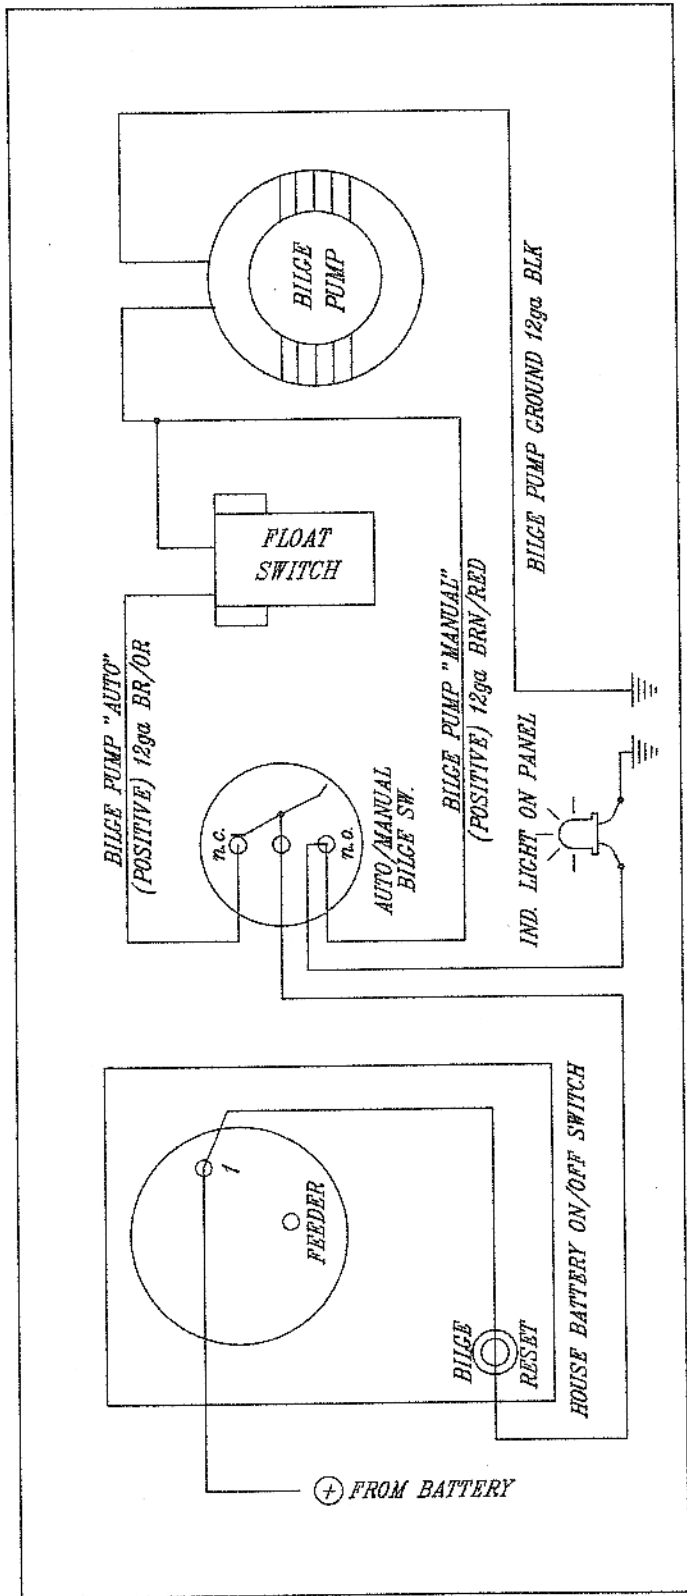 ⊕ FROM BATTERY
1
FEEDER
BILGE
RESET
HOUSE BATTERY ON/OFF SWITCH
BILGE PUMP "AUTO"
(POSITIVE) 12ga BR/OR
n.c.
n.o.
AUTO/MANUAL
BILGE SW.
FLOAT
SWITCH
BILGE PUMP "MANUAL"
(POSITIVE) 12ga BRN/RED
IND. LIGHT ON PANEL
BILGE
PUMP
BILGE PUMP GROUND 12ga BLK